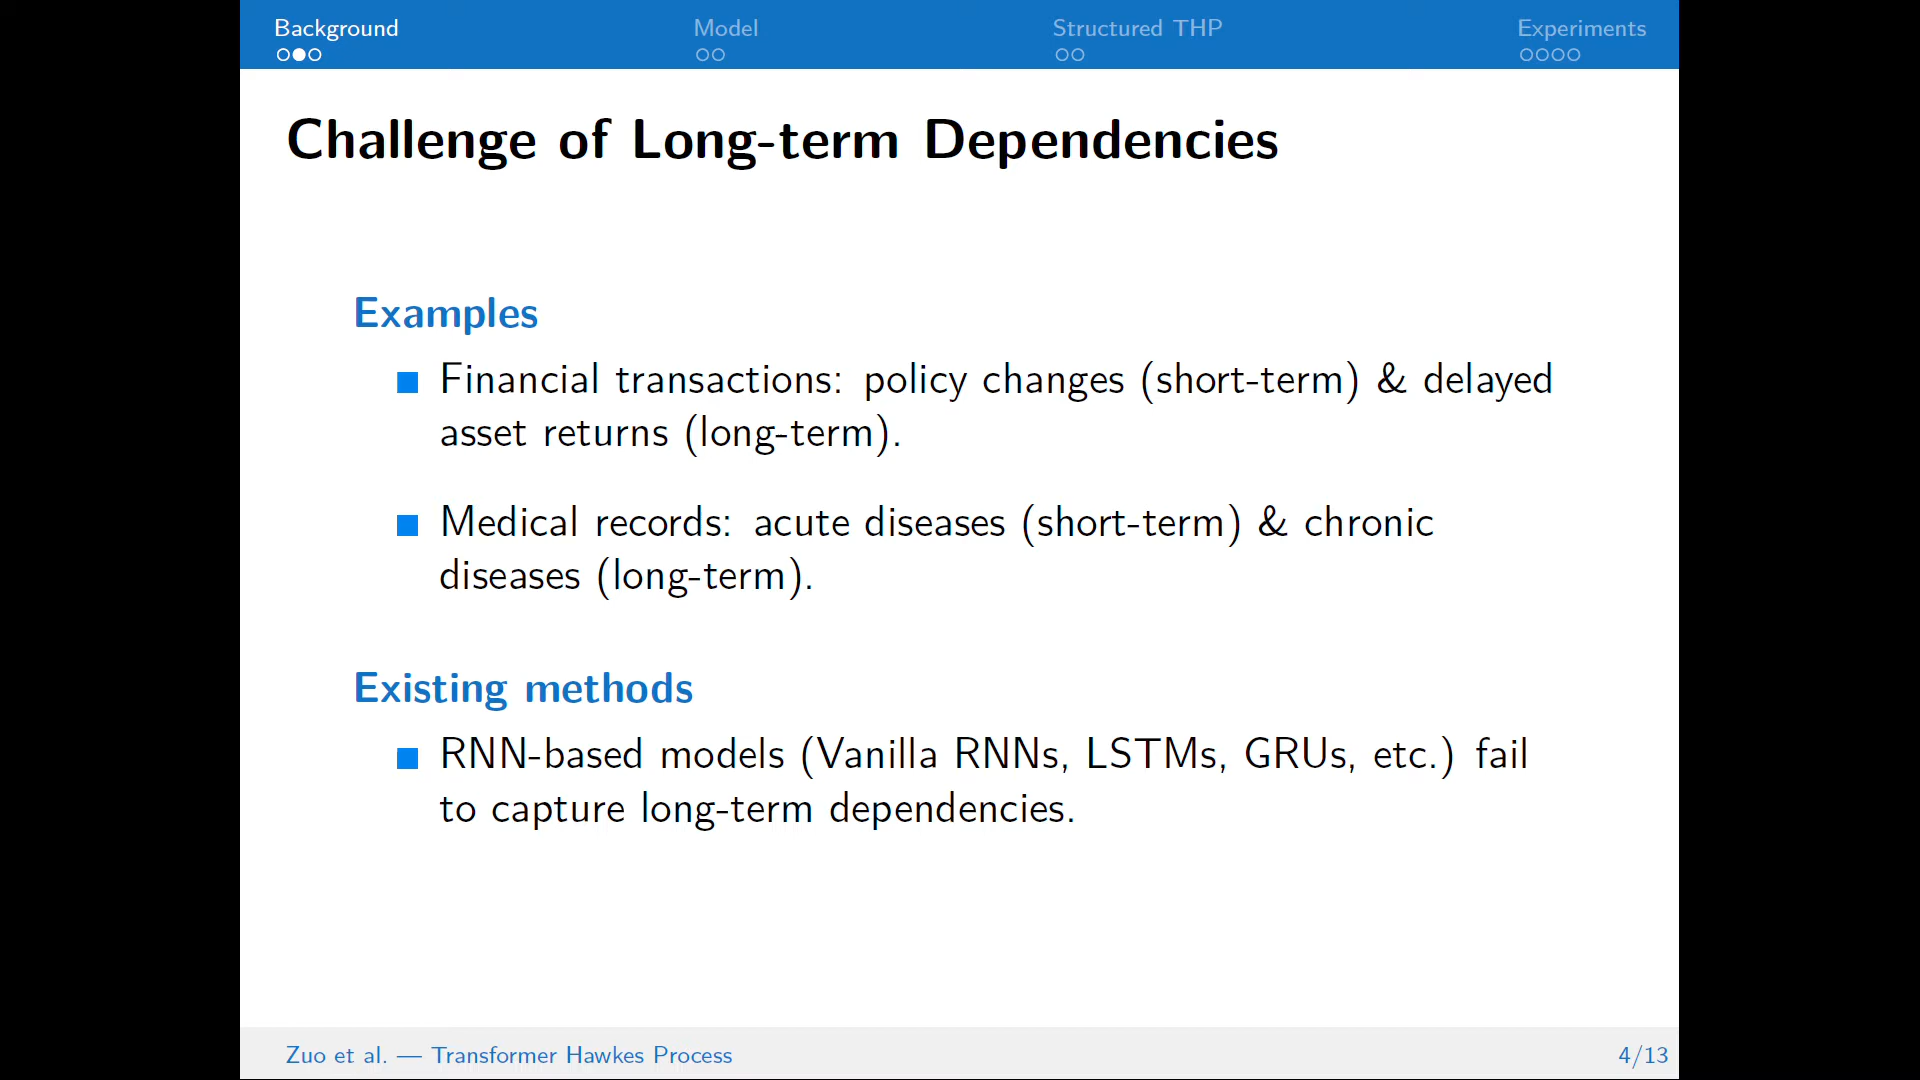 Background Model Structured THP Experiments
Challenge of Long-term Dependencies
Examples
Financial transactions: policy changes (short-term) & delayed
asset returns (long-term).
Medical records: acute diseases (short-term) & chronic
diseases (long-term).
Existing methods
RNN-based models (Vanilla RNNs, LSTMs, GRUs, etc.) fail
to capture long-term dependencies.
Zuo et al. — Transformer Hawkes Process 4/13